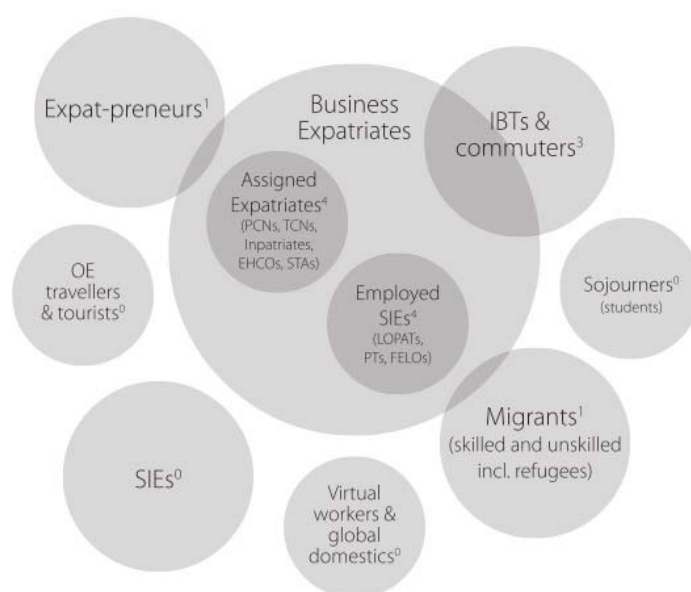 Expat-preneurs¹
Business
Expatriates
IBTs &
commuters³
Assigned
Expatriates⁴
(PCNs, TCNs,
Inpatriates,
EHCOs, STAs)
OE
travellers
& tourists⁰
Employed
SIEs⁴
(LOPATs,
PTs, FELOs)
Sojourners⁰
(students)
Migrants¹
(skilled and unskilled
incl. refugees)
SIEs⁰
Virtual
workers &
global
domestics⁰